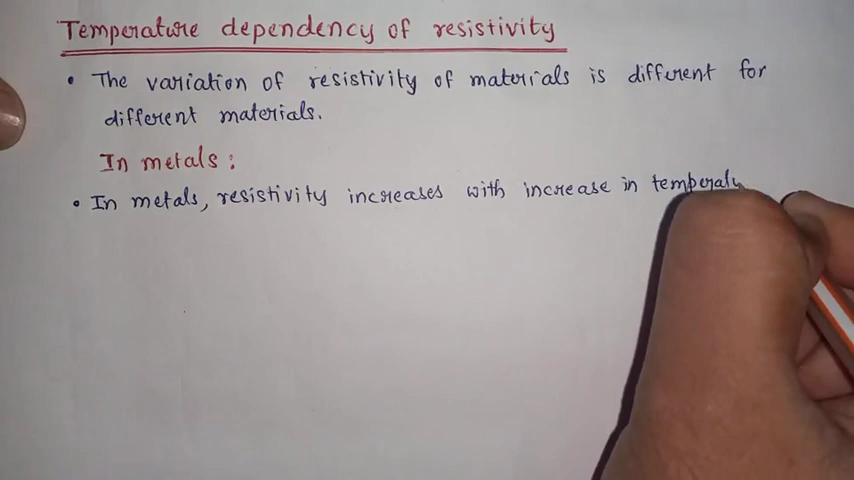 Temperature dependency of resistivity
• The variation of resistivity of materials is different for
different materials.
In metals:
• In metals, resistivity increases with increase in temperatu